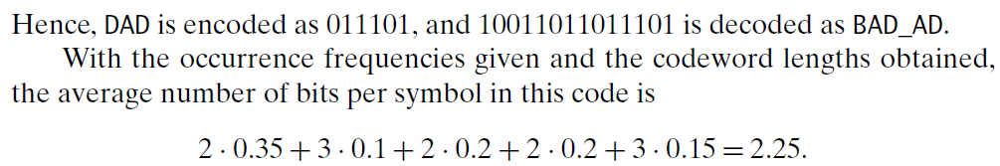 Hence, DAD is encoded as 011101, and 10011011011101 is decoded as BAD_AD.
With the occurrence frequencies given and the codeword lengths obtained,
the average number of bits per symbol in this code is
2 · 0.35 + 3 · 0.1 + 2 · 0.2 + 2 · 0.2 + 3 · 0.15 = 2.25.